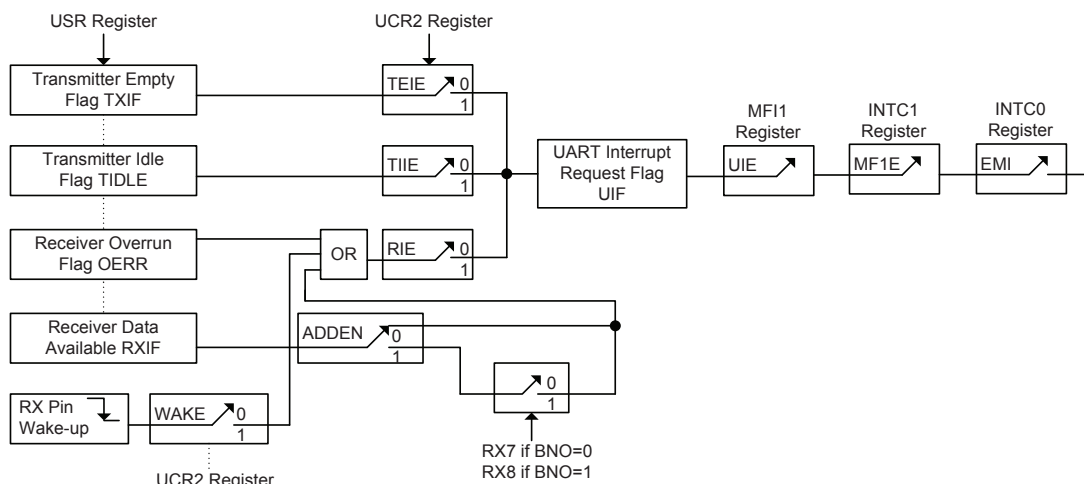 USR Register
UCR2 Register
Transmitter Empty
Flag TXIF
TEIE
0
1
Transmitter Idle
Flag TIDLE
TIIE
0
1
UART Interrupt
Request Flag
UIF
MFI1
Register
UIE
INTC1
Register
MF1E
INTC0
Register
EMI
Receiver Overrun
Flag OERR
OR
RIE
0
1
Receiver Data
Available RXIF
ADDEN
0
1
0
1
RX Pin
Wake-up
WAKE
0
1
RX7 if BNO=0
RX8 if BNO=1
UCR2 Register